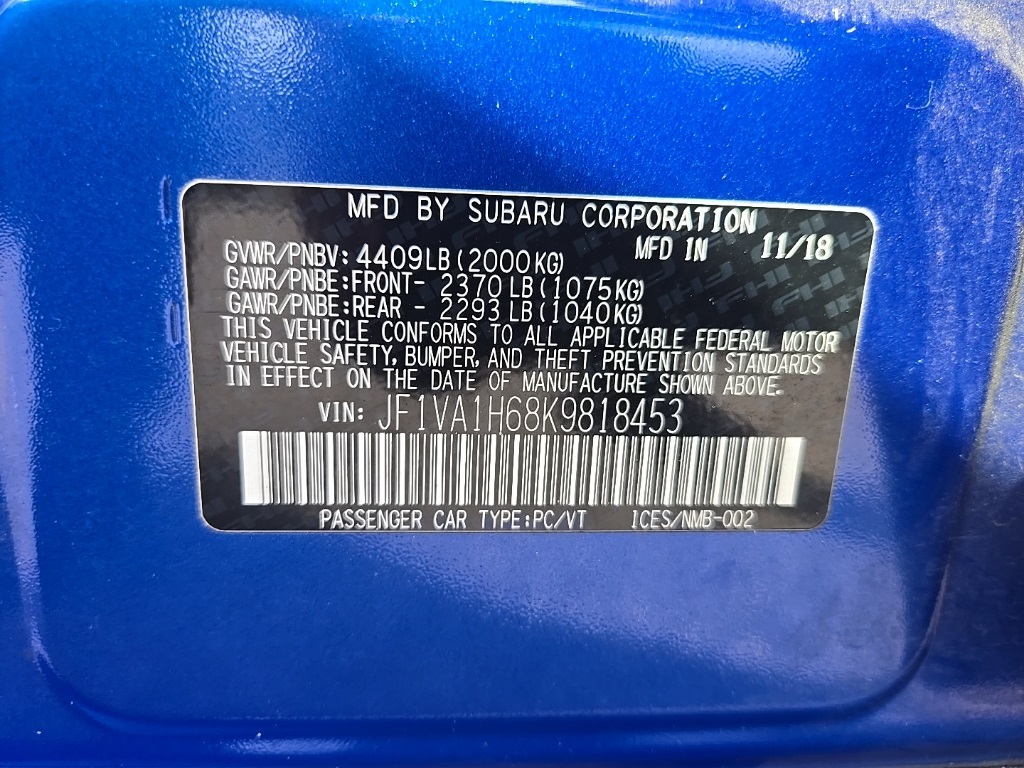 MFD BY SUBARU CORPORATION
GVWR/PNBV: 4409LB(2000KG) MFD IN 11/18
GAWR/PNBE:FRONT- 2370LB(1075KG)
GAWR/PNBE:REAR - 2293LB(1040KG)
THIS VEHICLE CONFORMS TO ALL APPLICABLE FEDERAL MOTOR
VEHICLE SAFETY, BUMPER, AND THEFT PREVENTION STANDARDS
IN EFFECT ON THE DATE OF MANUFACTURE SHOWN ABOVE.
VIN: JF1VA1H68K9818453
PASSENGER CAR TYPE:PC/VT ICES/NMB-002
FHI